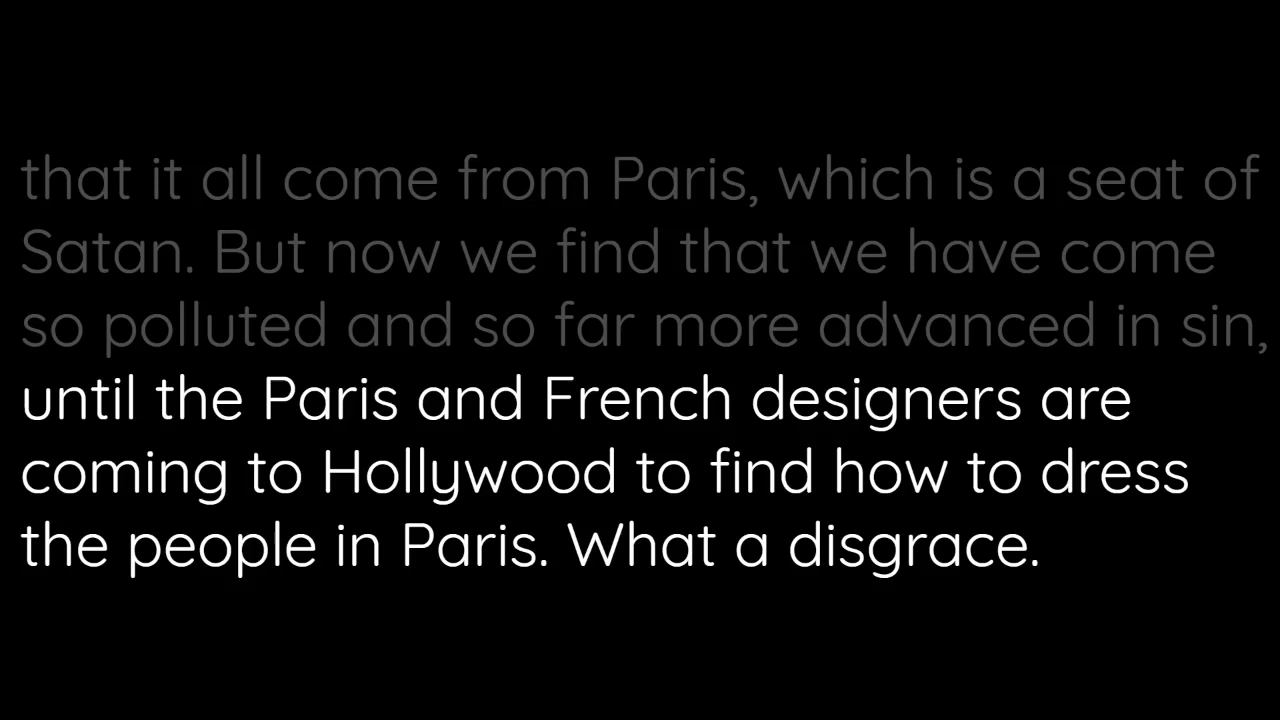 that it all come from Paris, which is a seat of
Satan. But now we find that we have come
so polluted and so far more advanced in sin,
until the Paris and French designers are
coming to Hollywood to find how to dress
the people in Paris. What a disgrace.